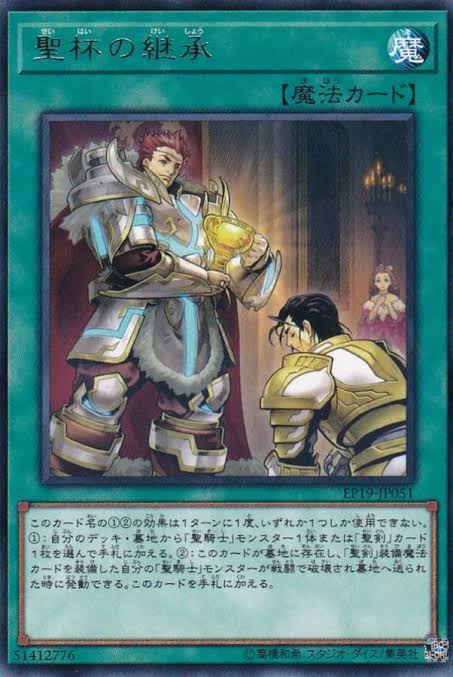 聖杯の継承
魔
【魔法カード】
EP19-JP051
このカード名の①②の効果は1ターンに1度、いずれか1つしか使用できない。
①：自分のデッキ・墓地から「聖騎士」モンスター1体または「聖剣」カード
1枚を選んで手札に加える。②：このカードが墓地に存在し、「聖剣」装備魔法
カードを装備した自分の「聖騎士」モンスターが戦闘で破壊され墓地へ送られ
た時に発動できる。このカードを手札に加える。
51412776
©高橋和希 スタジオ・ダイス/集英社